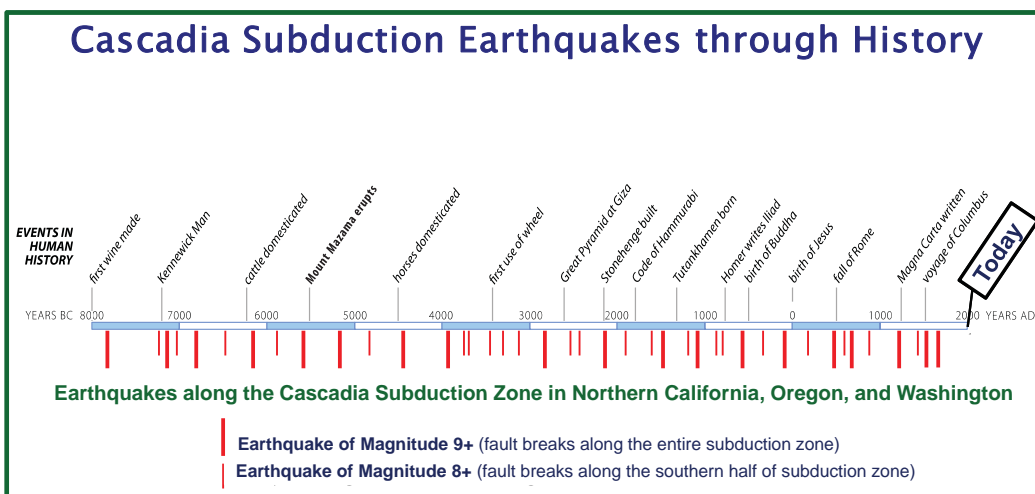 Cascadia Subduction Earthquakes through History
EVENTS IN
HUMAN
HISTORY
first wine made
Kennewick Man
cattle domesticated
Mount Mazama erupts
horses domesticated
first use of wheel
Great Pyramid at Giza
Stonehenge built
Code of Hammurabi
Tutankhamen born
Homer writes Iliad
birth of Buddha
birth of Jesus
fall of Rome
Magna Carta written
voyage of Columbus
Today
YEARS BC 8000 7000 6000 5000 4000 3000 2000 1000 0 1000 2000 YEARS AD
Earthquakes along the Cascadia Subduction Zone in Northern California, Oregon, and Washington
Earthquake of Magnitude 9+ (fault breaks along the entire subduction zone)
Earthquake of Magnitude 8+ (fault breaks along the southern half of subduction zone)